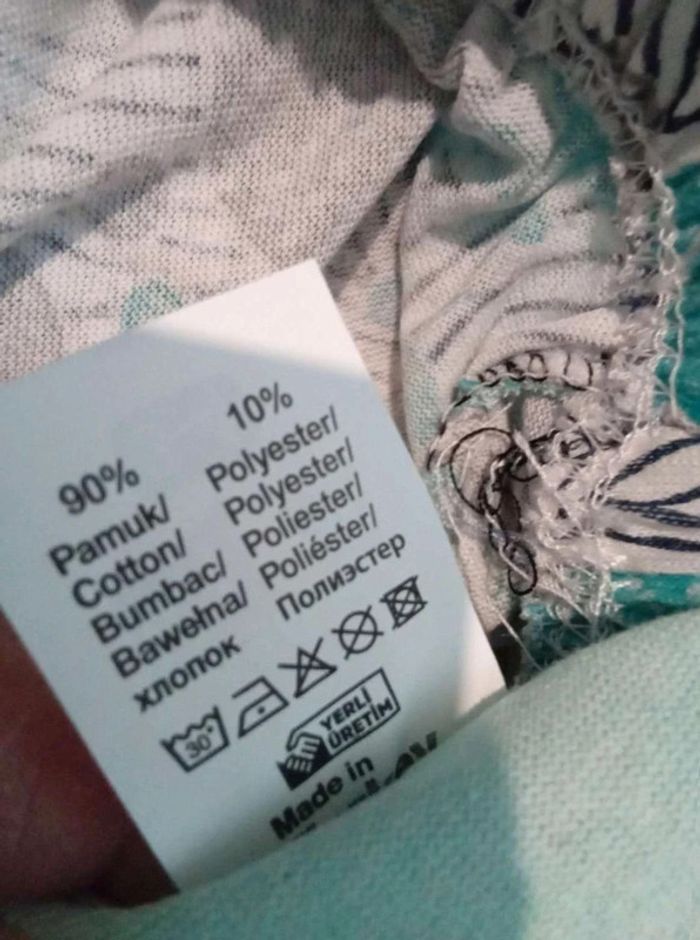 90%
Pamuk/
Cotton/
Bumbac/
Bawełna/
хлопок
10%
Polyester/
Polyester/
Poliester/
Poliéster/
Полиэстер
30°
YERLİ
ÜRETİM
Made in